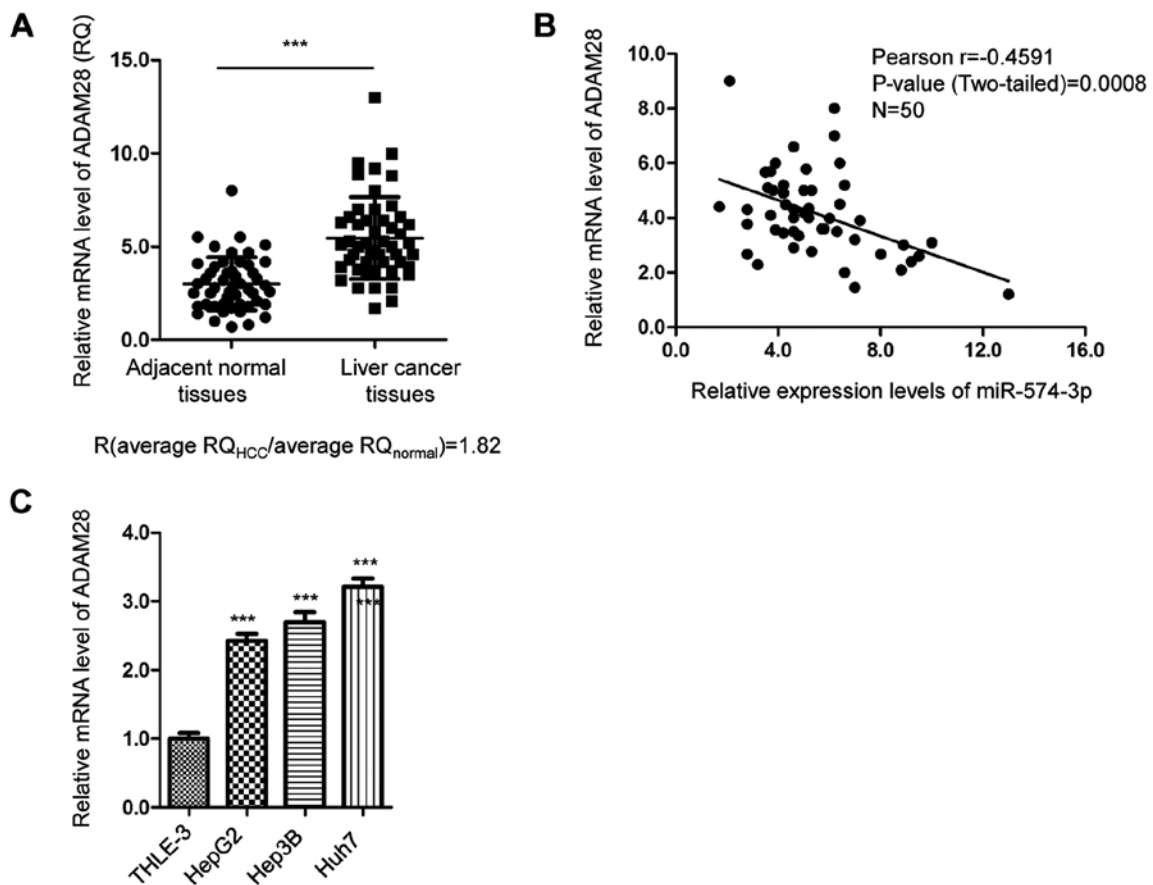 A
Relative mRNA level of ADAM28 (RQ)
15.0
10.0
5.0
0.0
***
Adjacent normal
tissues
Liver cancer
tissues
R(average RQHCC/average RQnormal)=1.82
B
Relative mRNA level of ADAM28
10.0
8.0
6.0
4.0
2.0
0.0
Pearson r=-0.4591
P-value (Two-tailed)=0.0008
N=50
0.0 4.0 8.0 12.0 16.0
Relative expression levels of miR-574-3p
C
Relative mRNA level of ADAM28
4.0
3.0
2.0
1.0
0.0
***
***
***
***
THLE-3
HepG2
Hep3B
Huh7